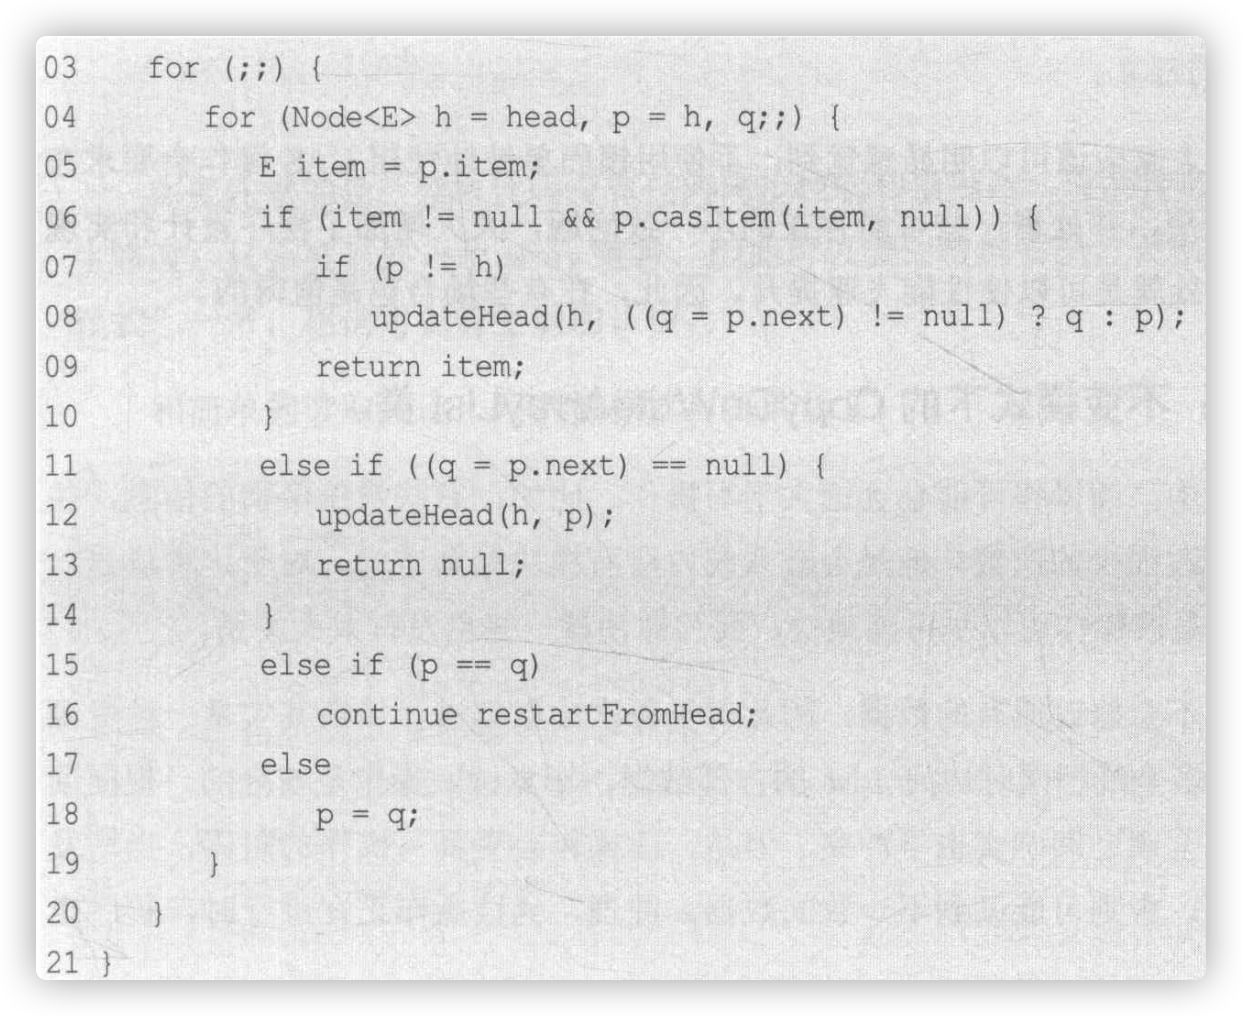 03 for (;;) {
04 for (Node<E> h = head, p = h, q;;) {
05 E item = p.item;
06 if (item != null && p.casItem(item, null)) {
07 if (p != h)
08 updateHead(h, ((q = p.next) != null) ? q : p);
09 return item;
10 }
11 else if ((q = p.next) == null) {
12 updateHead(h, p);
13 return null;
14 }
15 else if (p == q)
16 continue restartFromHead;
17 else
18 p = q;
19 }
20 }
21 }